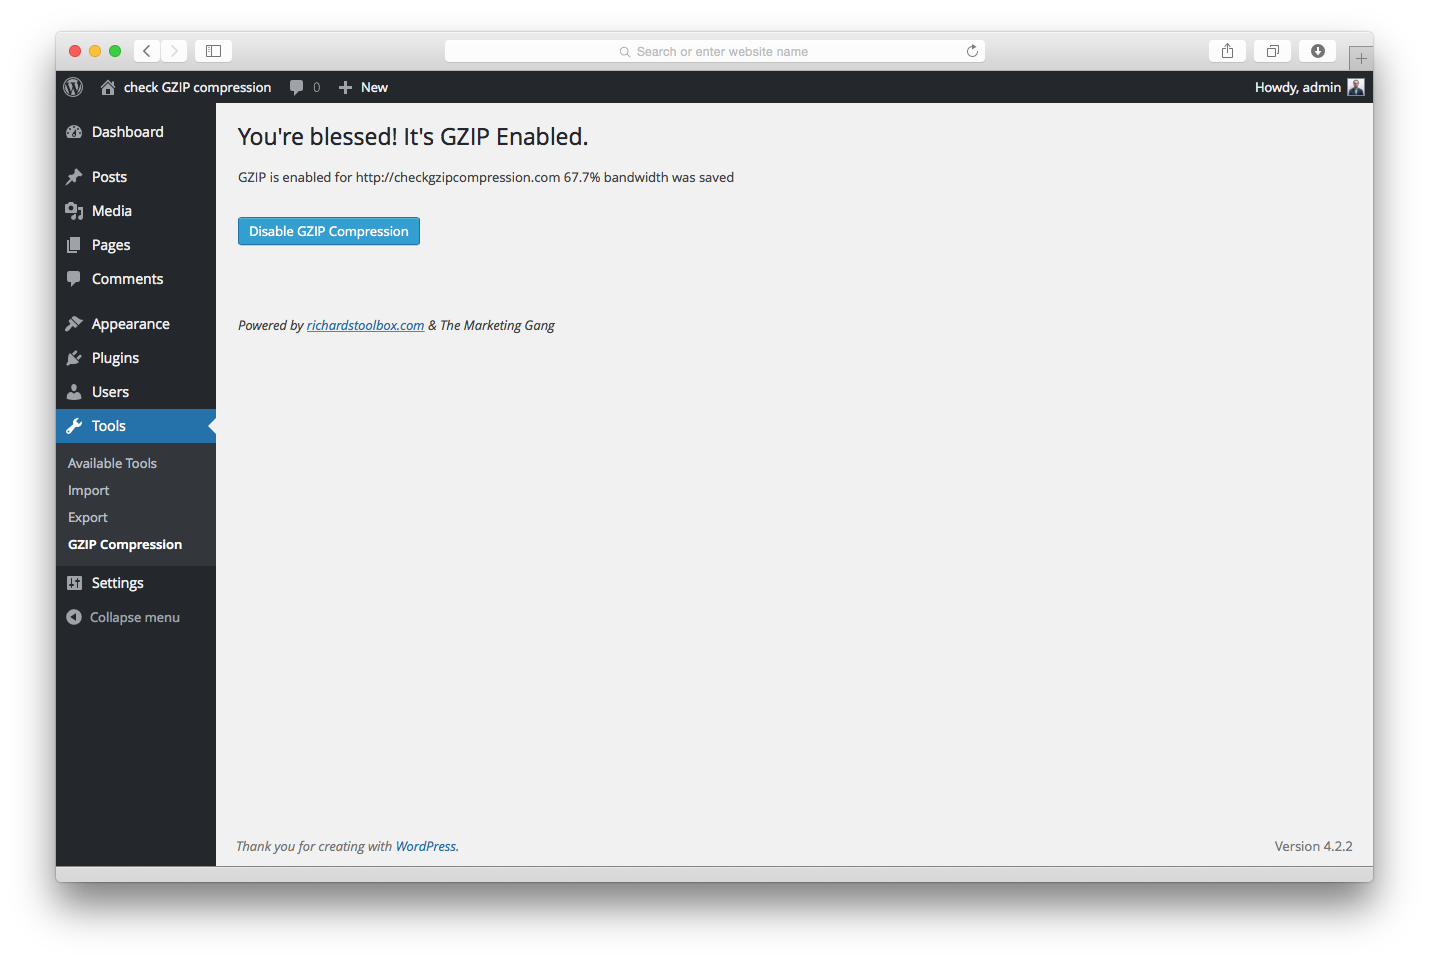 Search or enter website name
check GZIP compression 0 New Howdy, admin
Dashboard
Posts
Media
Pages
Comments
Appearance
Plugins
Users
Tools
Available Tools
Import
Export
GZIP Compression
Settings
Collapse menu
You're blessed! It's GZIP Enabled.
GZIP is enabled for http://checkgzipcompression.com 67.7% bandwidth was saved
Disable GZIP Compression
Powered by richardstoolbox.com & The Marketing Gang
Thank you for creating with WordPress. Version 4.2.2